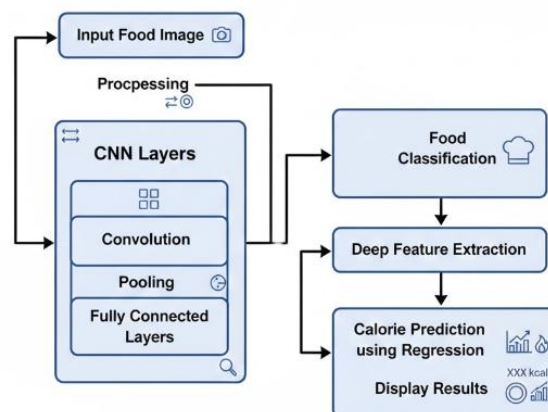 Input Food Image
Procpessing
CNN Layers
Convolution
Pooling
Fully Connected
Layers
Food
Classification
Deep Feature Extraction
Calorie Prediction
using Regression
XXX kcal
Display Results